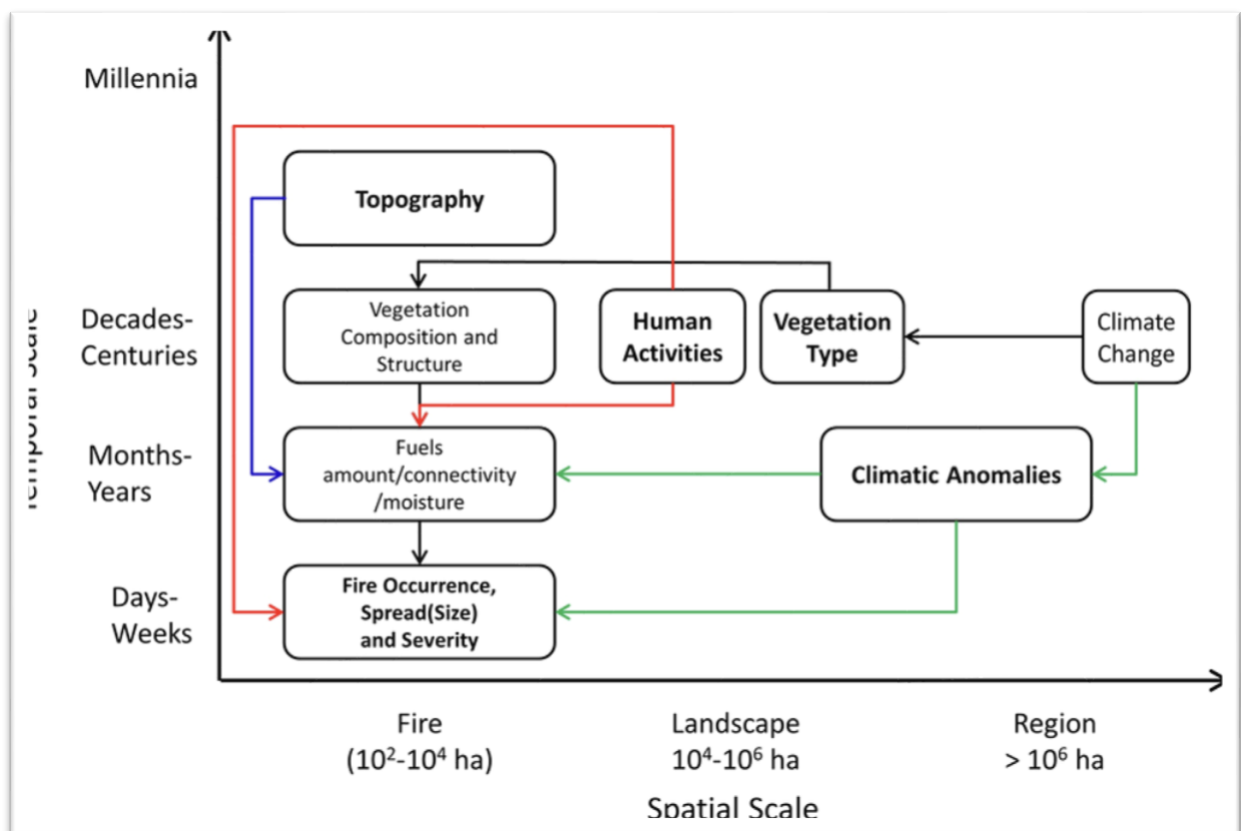 Millennia
Topography
Decades-
Centuries
Vegetation
Composition and
Structure
Human
Activities
Vegetation
Type
Climate
Change
Months-
Years
Fuels
amount/connectivity
/moisture
Climatic Anomalies
Days-
Weeks
Fire Occurrence,
Spread(Size)
and Severity
Fire
(10²-10⁴ ha)
Landscape
10⁴-10⁶ ha
Region
> 10⁶ ha
Spatial Scale
Temporal Scale